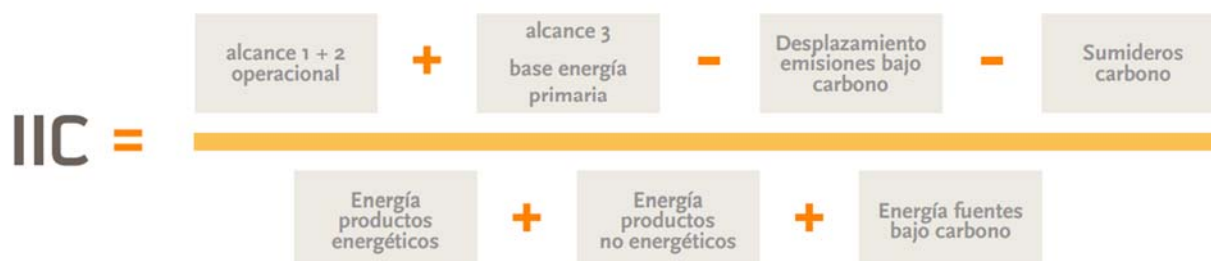 alcance 1 + 2
operacional
+
alcance 3
base energía
primaria
-
Desplazamiento
emisiones bajo
carbono
-
Sumideros
carbono
IIC =
Energía
productos
energéticos
+
Energía
productos
no energéticos
+
Energía fuentes
bajo carbono